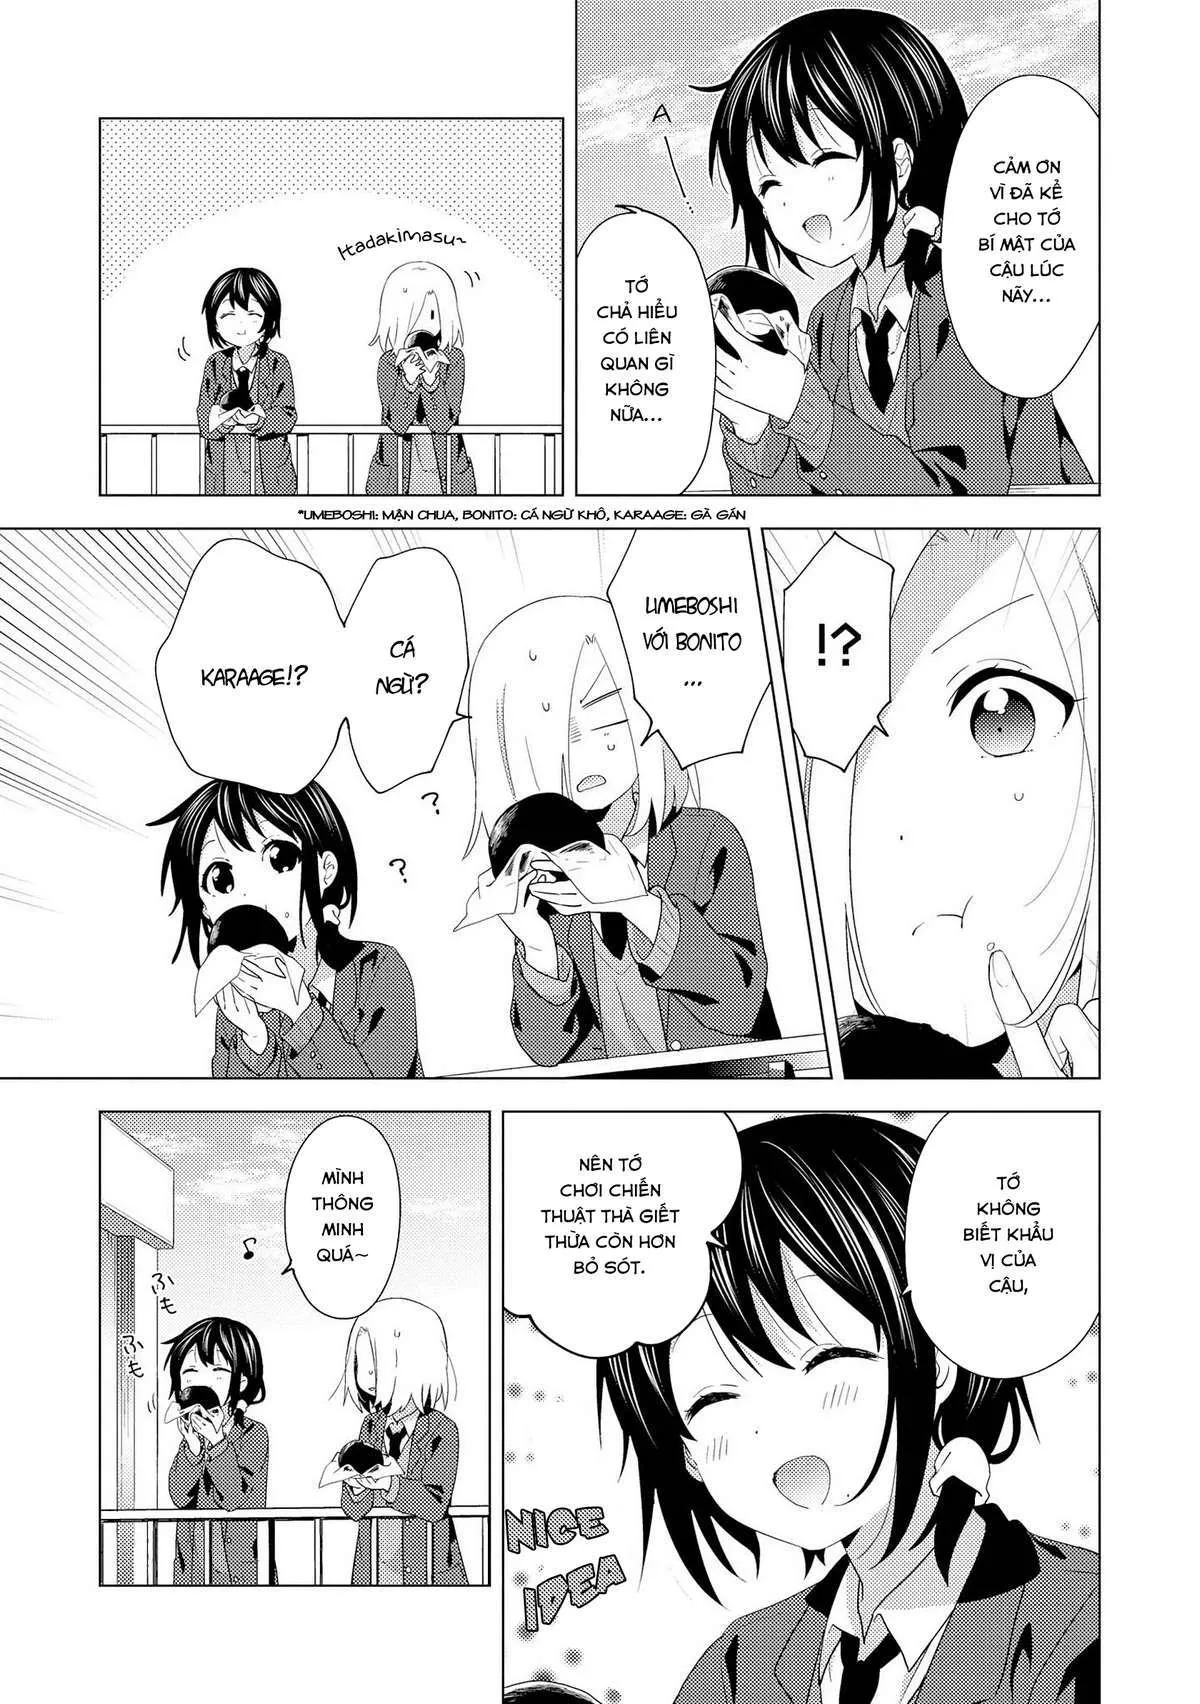 CẢM ƠN
VÌ ĐÃ KỂ
CHO TỚ
BÍ MẬT CỦA
CẬU LÚC
NÃY...
A
TỚ
CHẢ HIỂU
CÓ LIÊN
QUAN GÌ
KHÔNG
NỮA...
Itadakimasu~
*UMEBOSHI: MẬN CHUA, BONITO: CÁ NGỪ KHÔ, KARAAGE: GÀ GÁN
!?
UMEBOSHI
VỚI BONITO
...
CÁ
NGỪ?
KARAAGE!?
?
?
TỚ
KHÔNG
BIẾT KHẨU
VỊ CỦA
CẬU,
NÊN TỚ
CHƠI CHIẾN
THUẬT THÀ GIẾT
THỪA CÒN HƠN
BỎ SÓT.
NICE
IDEA
MÌNH
THÔNG
MINH
QUÁ~
ふも
ふも